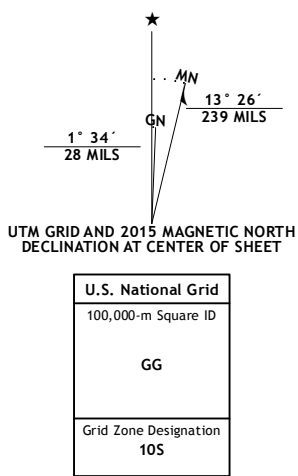 ★
MN
13° 26´
239 MILS
GN
1° 34´
28 MILS
UTM GRID AND 2015 MAGNETIC NORTH
DECLINATION AT CENTER OF SHEET
U.S. National Grid
100,000-m Square ID
GG
Grid Zone Designation
10S